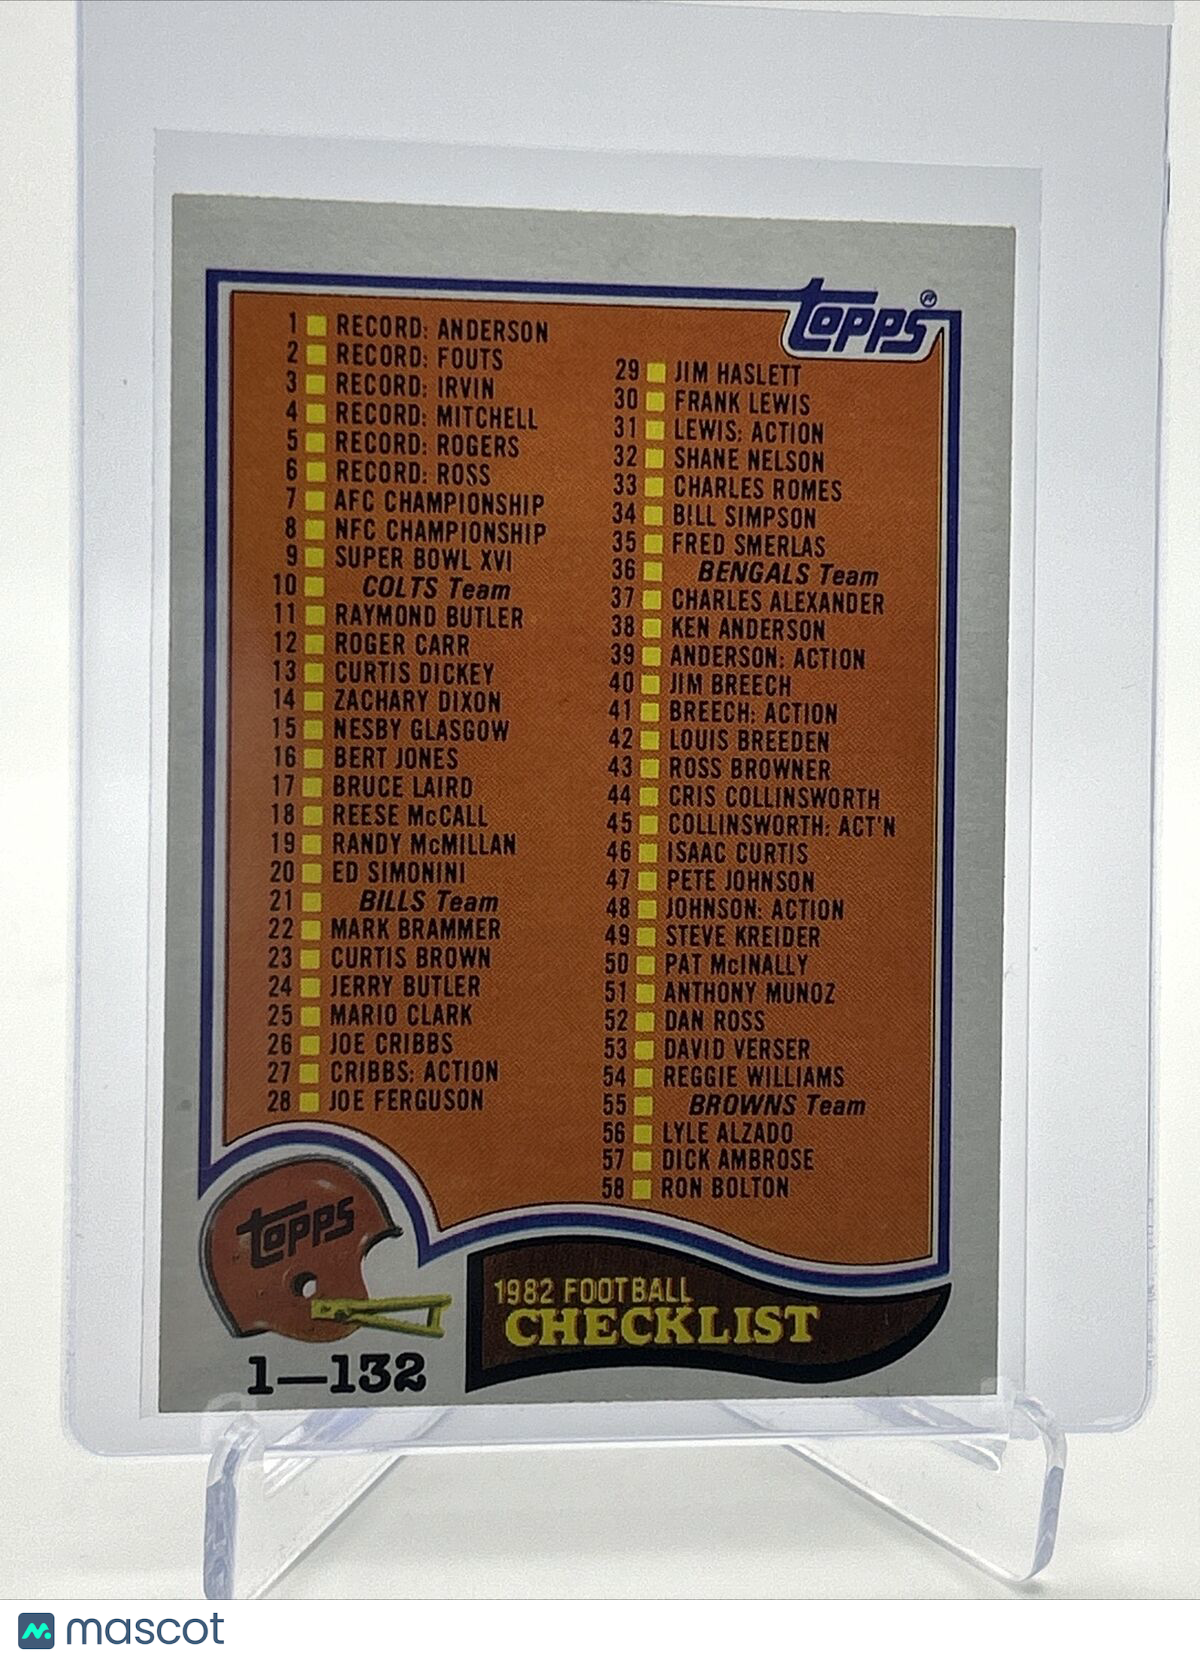 Topps®
1 RECORD: ANDERSON
2 RECORD: FOUTS
3 RECORD: IRVIN
4 RECORD: MITCHELL
5 RECORD: ROGERS
6 RECORD: ROSS
7 AFC CHAMPIONSHIP
8 NFC CHAMPIONSHIP
9 SUPER BOWL XVI
10 COLTS Team
11 RAYMOND BUTLER
12 ROGER CARR
13 CURTIS DICKEY
14 ZACHARY DIXON
15 NESBY GLASGOW
16 BERT JONES
17 BRUCE LAIRD
18 REESE McCALL
19 RANDY McMILLAN
20 ED SIMONINI
21 BILLS Team
22 MARK BRAMMER
23 CURTIS BROWN
24 JERRY BUTLER
25 MARIO CLARK
26 JOE CRIBBS
27 CRIBBS: ACTION
28 JOE FERGUSON
29 JIM HASLETT
30 FRANK LEWIS
31 LEWIS: ACTION
32 SHANE NELSON
33 CHARLES ROMES
34 BILL SIMPSON
35 FRED SMERLAS
36 BENGALS Team
37 CHARLES ALEXANDER
38 KEN ANDERSON
39 ANDERSON: ACTION
40 JIM BREECH
41 BREECH: ACTION
42 LOUIS BREEDEN
43 ROSS BROWNER
44 CRIS COLLINSWORTH
45 COLLINSWORTH: ACT'N
46 ISAAC CURTIS
47 PETE JOHNSON
48 JOHNSON: ACTION
49 STEVE KREIDER
50 PAT McINALLY
51 ANTHONY MUNOZ
52 DAN ROSS
53 DAVID VERSER
54 REGGIE WILLIAMS
55 BROWNS Team
56 LYLE ALZADO
57 DICK AMBROSE
58 RON BOLTON
Topps
1982 FOOTBALL
CHECKLIST
1—132
mascot